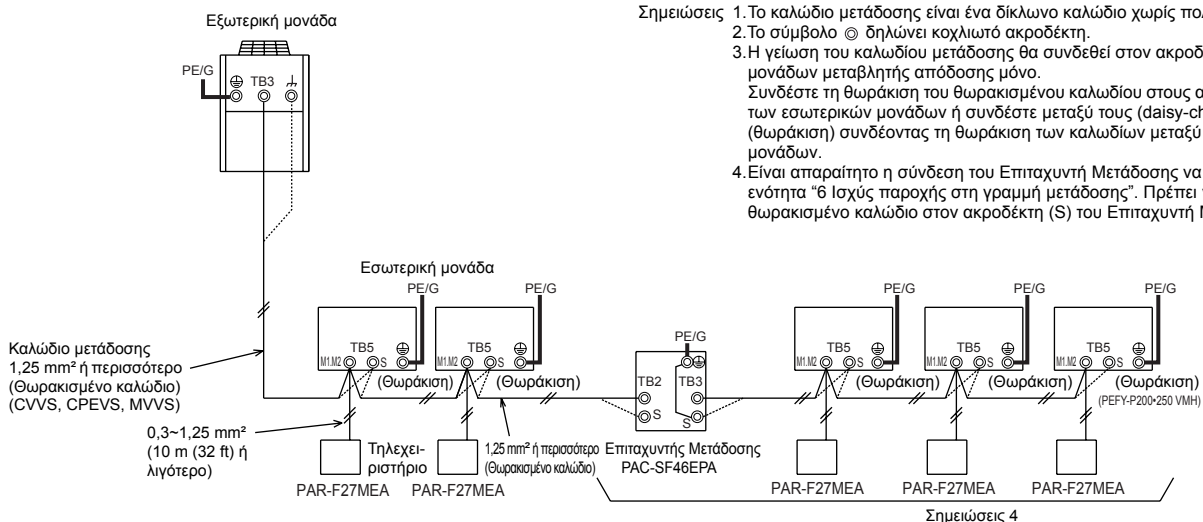 Εξωτερική μονάδα
PE/G
TB3
Σημειώσεις 1.Το καλώδιο μετάδοσης είναι ένα δίκλωνο καλώδιο χωρίς
2.Το σύμβολο ◎ δηλώνει κοχλιωτό ακροδέκτη.
3.Η γείωση του καλωδίου μετάδοσης θα συνδεθεί στον
μονάδων μεταβλητής απόδοσης μόνο.
Συνδέστε τη θωράκιση του θωρακισμένου καλωδίου στους
των εσωτερικών μονάδων ή συνδέστε μεταξύ τους
(θωράκιση) συνδέοντας τη θωράκιση των καλωδίων μεταξύ
μονάδων.
4.Είναι απαραίτητο η σύνδεση του Επιταχυντή Μετάδοσης να
ενότητα “6 Ισχύς παροχής στη γραμμή μετάδοσης”. Πρέπει
θωρακισμένο καλώδιο στον ακροδέκτη (S) του Επιταχυντή
Εσωτερική μονάδα
PE/G PE/G PE/G PE/G PE/G PE/G
TB5 TB5 TB5 TB5 TB5
M1.M2 S M1.M2 S M1.M2 S M1.M2 S M1.M2 S
(Θωράκιση) (Θωράκιση) (Θωράκιση) (Θωράκιση) (Θωράκιση)
(PEFY-P200•250 VMH)
TB2 TB3
S S
Καλώδιο μετάδοσης
1,25 mm² ή περισσότερο
(Θωρακισμένο καλώδιο)
(CVVS, CPEVS, MVVS)
0,3~1,25 mm²
(10 m (32 ft) ή
λιγότερο)
Τηλεχει-
ριστήριο
1,25 mm² ή περισσότερο
(Θωρακισμένο καλώδιο)
Επιταχυντής Μετάδοσης
PAC-SF46EPA
PAR-F27MEA PAR-F27MEA PAR-F27MEA PAR-F27MEA PAR-F27MEA
Σημειώσεις 4